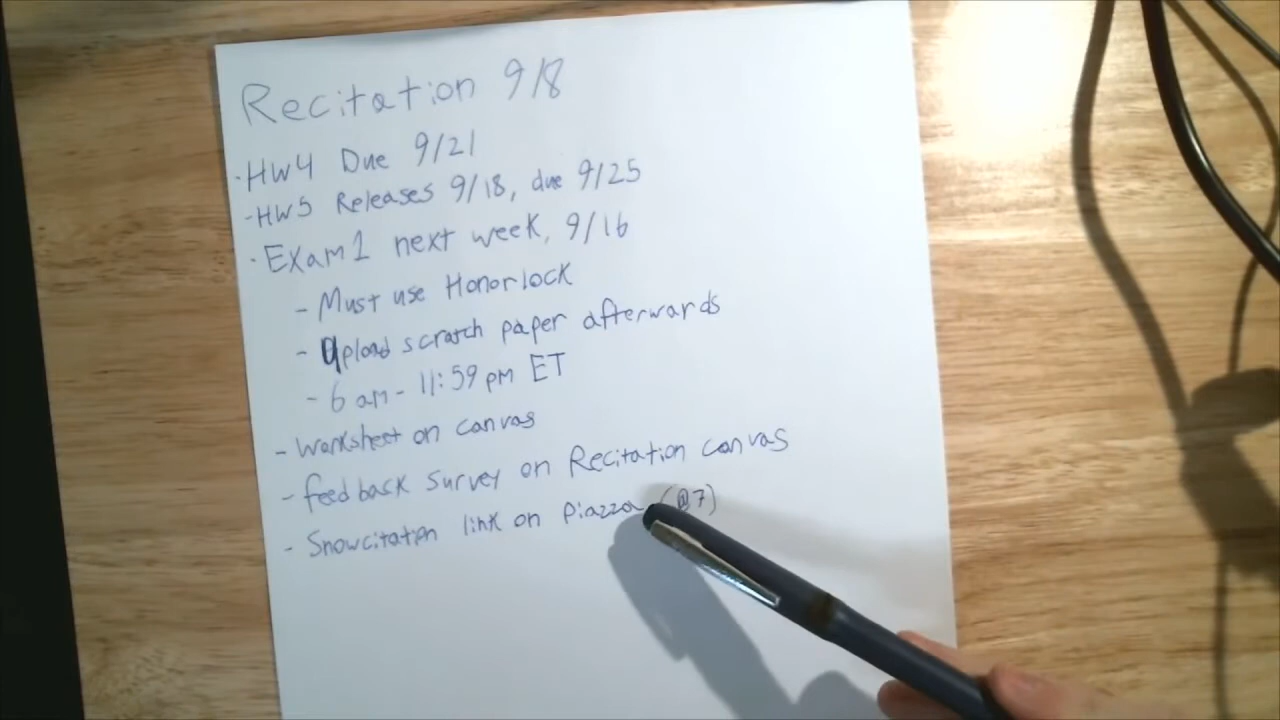 Recitation 9/8
· HW4 Due 9/21
- HW5 Releases 9/18, due 9/25
· Exam 1 next week, 9/16
- Must use Honorlock
- Upload scratch paper afterwards
- 6 am - 11:59 pm ET
- Worksheet on canvas
- feedback survey on Recitation canvas
- Snowcitation link on Piazza (@7)